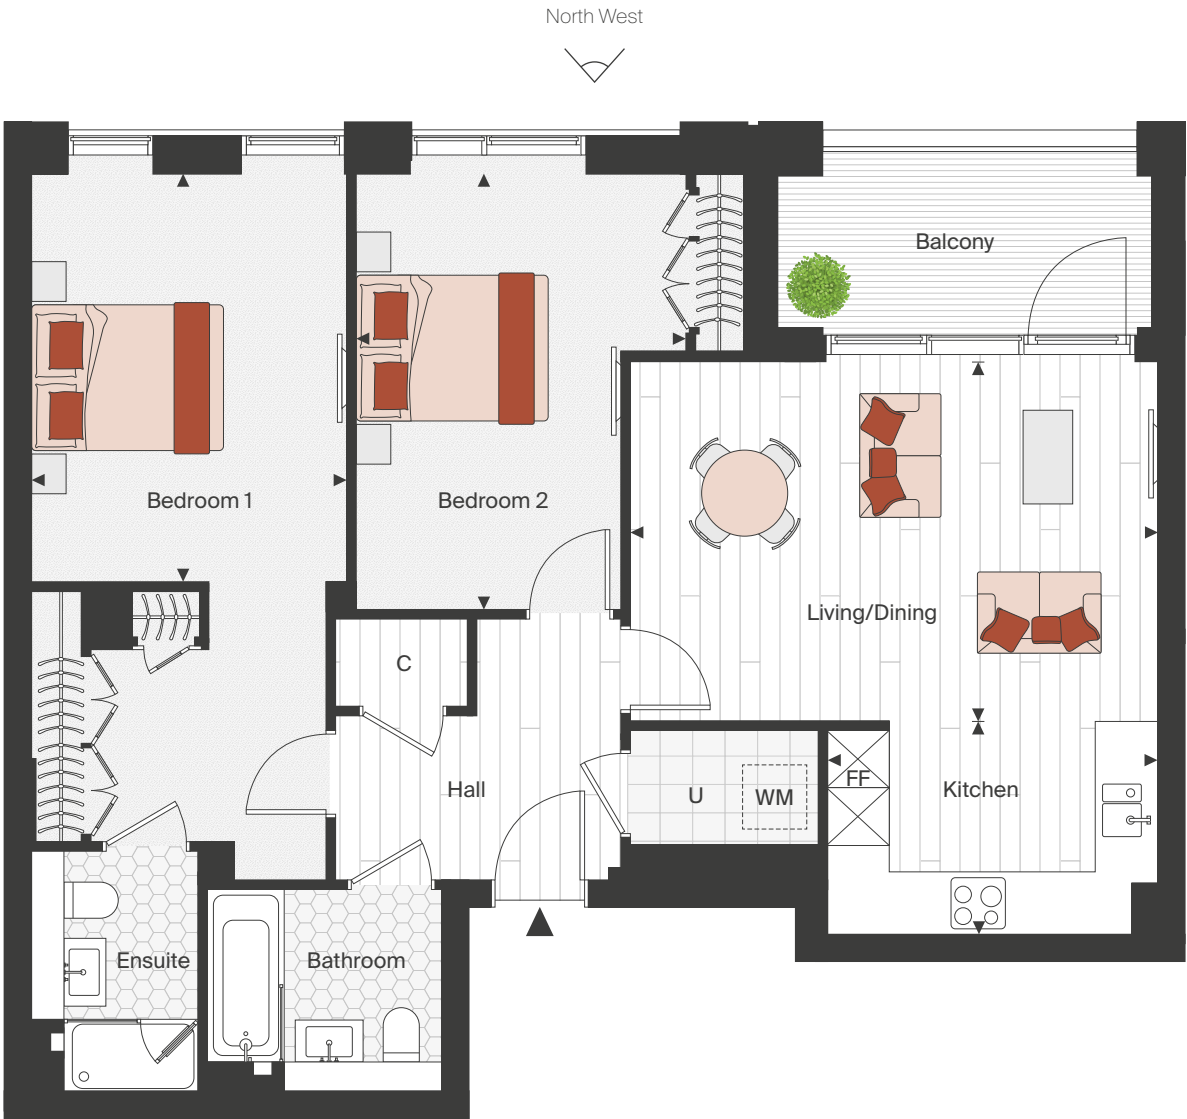 North West
Balcony
Bedroom 1
Bedroom 2
Living/Dining
C
Hall
U
WM
FF
Kitchen
Ensuite
Bathroom